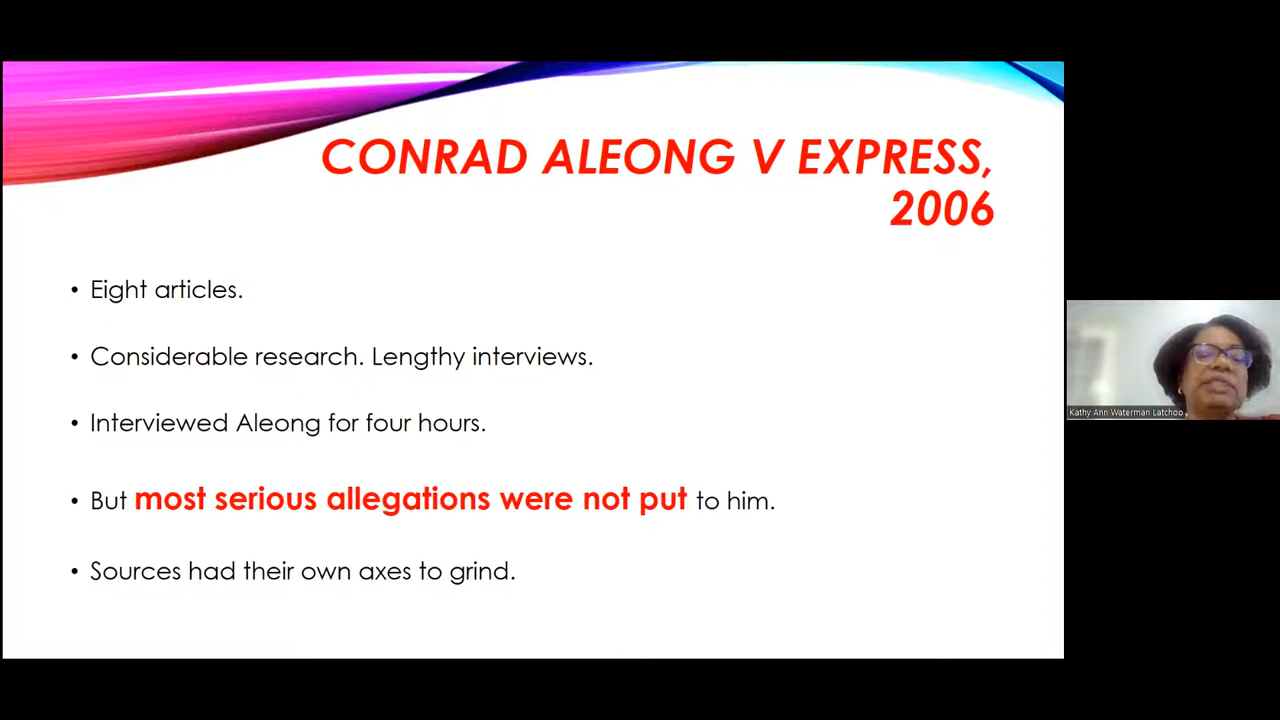 CONRAD ALEONG V EXPRESS,
2006
• Eight articles.
• Considerable research. Lengthy interviews.
• Interviewed Aleong for four hours.
• But most serious allegations were not put to him.
• Sources had their own axes to grind.
Kathy Ann Waterman Latchoo